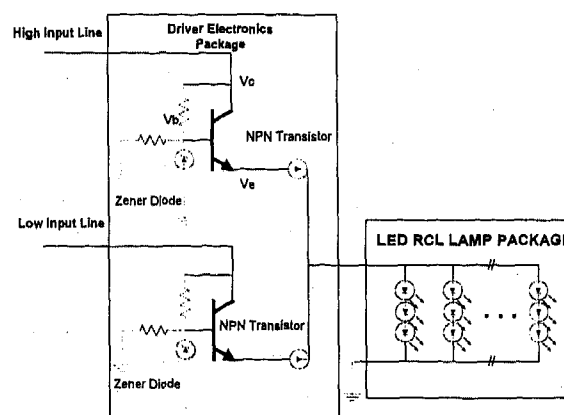 Driver Electronics
Package
High Input Line
Vc
Vb
NPN Transistor
Ve
Zener Diode
Low Input Line
LED RCL LAMP PACKAGE
NPN Transistor
Zener Diode